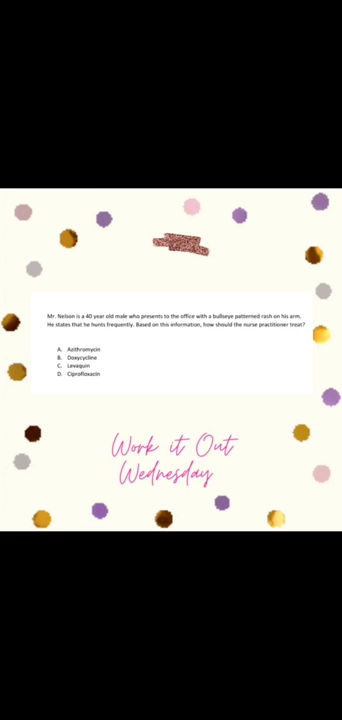 Mr. Nelson is a 40 year old male who presents to the office with a bullseye patterned rash on his arm.
He states that he hunts frequently. Based on this information, how should the nurse practitioner treat?
A. Azithromycin
B. Doxycycline
C. Levaquin
D. Ciprofloxacin
Work it Out
Wednesday